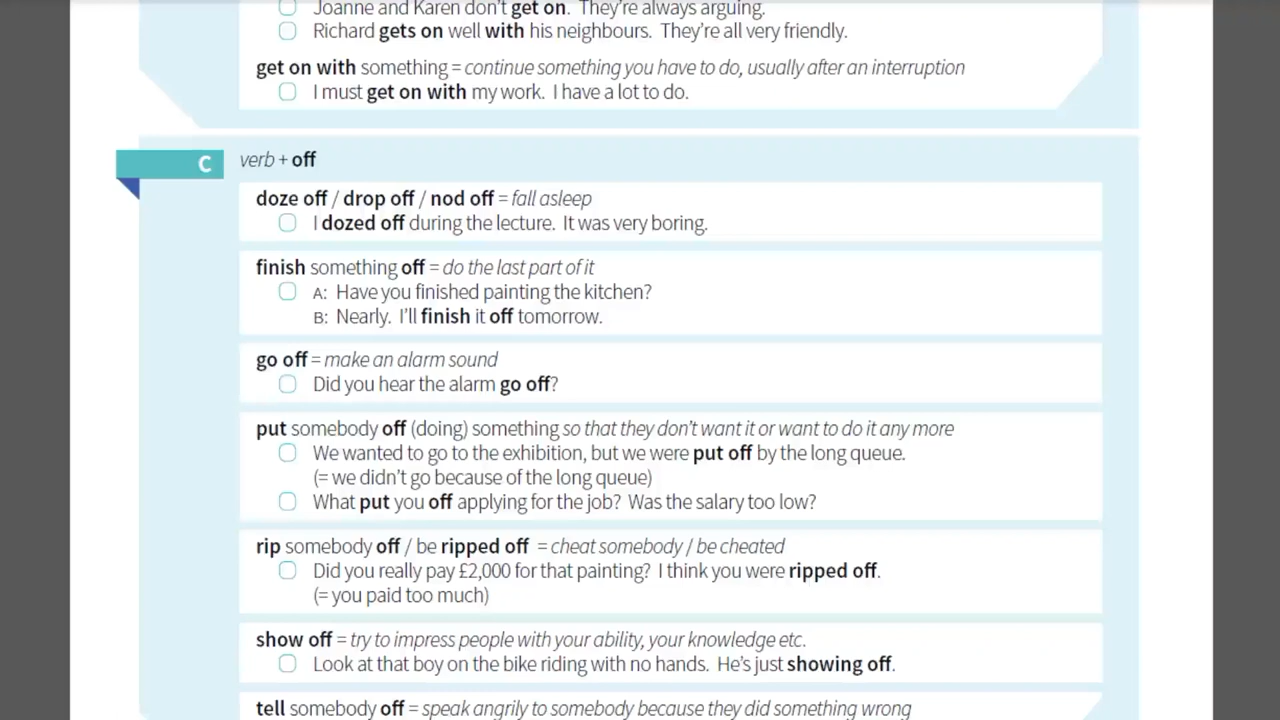 Joanne and Karen don't get on. They're always arguing.
Richard gets on well with his neighbours. They're all very friendly.
get on with something = continue something you have to do, usually after an interruption
I must get on with my work. I have a lot to do.
C
verb + off
doze off / drop off / nod off = fall asleep
I dozed off during the lecture. It was very boring.
finish something off = do the last part of it
A: Have you finished painting the kitchen?
B: Nearly. I'll finish it off tomorrow.
go off = make an alarm sound
Did you hear the alarm go off?
put somebody off (doing) something so that they don't want it or want to do it any more
We wanted to go to the exhibition, but we were put off by the long queue.
(= we didn't go because of the long queue)
What put you off applying for the job? Was the salary too low?
rip somebody off / be ripped off = cheat somebody / be cheated
Did you really pay £2,000 for that painting? I think you were ripped off.
(= you paid too much)
show off = try to impress people with your ability, your knowledge etc.
Look at that boy on the bike riding with no hands. He's just showing off.
tell somebody off = speak angrily to somebody because they did something wrong